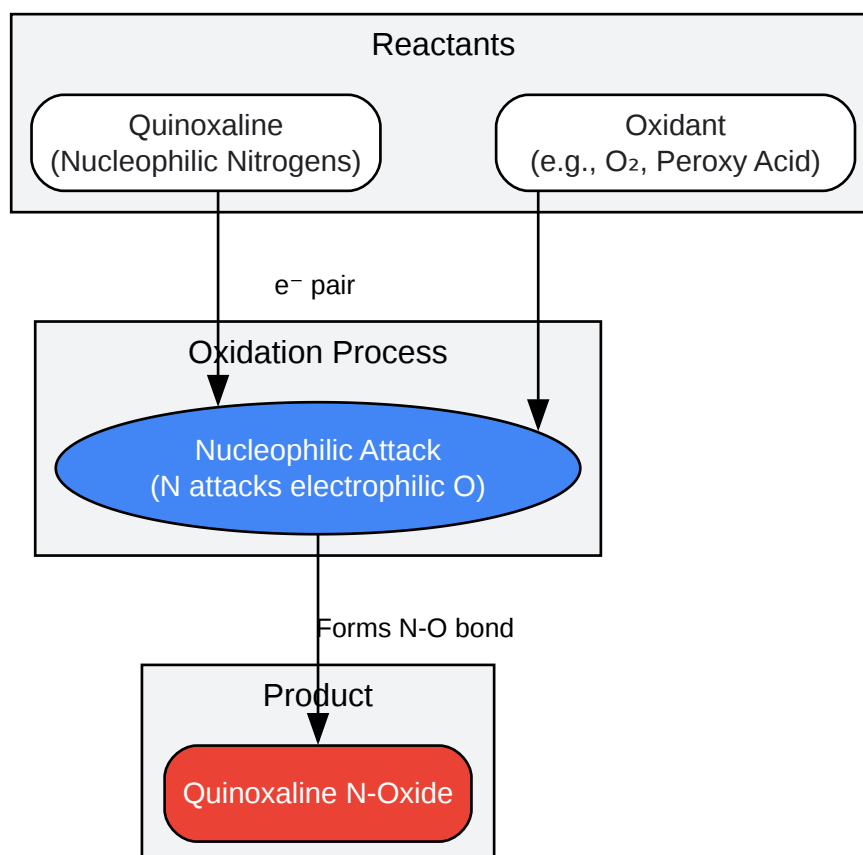 Reactants
Quinoxaline
(Nucleophilic Nitrogens)
Oxidant
(e.g., O₂, Peroxy Acid)
e⁻ pair
Oxidation Process
Nucleophilic Attack
(N attacks electrophilic O)
Forms N-O bond
Product
Quinoxaline N-Oxide